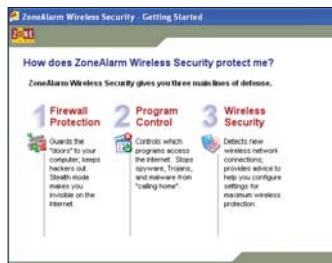 ZoneAlarm Wireless Security - Getting Started
ZONE
How does ZoneAlarm Wireless Security protect me?
ZoneAlarm Wireless Security gives you three main lines of defense.
1 Firewall Protection
Guards the
"doors" to your
computer; keeps
hackers out.
Stealth mode
makes you
invisible on the
Internet.
2 Program Control
Controls which
programs access
the internet. Stops
spyware, Trojans,
and malware from
"calling home".
3 Wireless Security
Detects new
wireless network
connections;
provides advice to
help you configure
settings for
maximum wireless
protection.